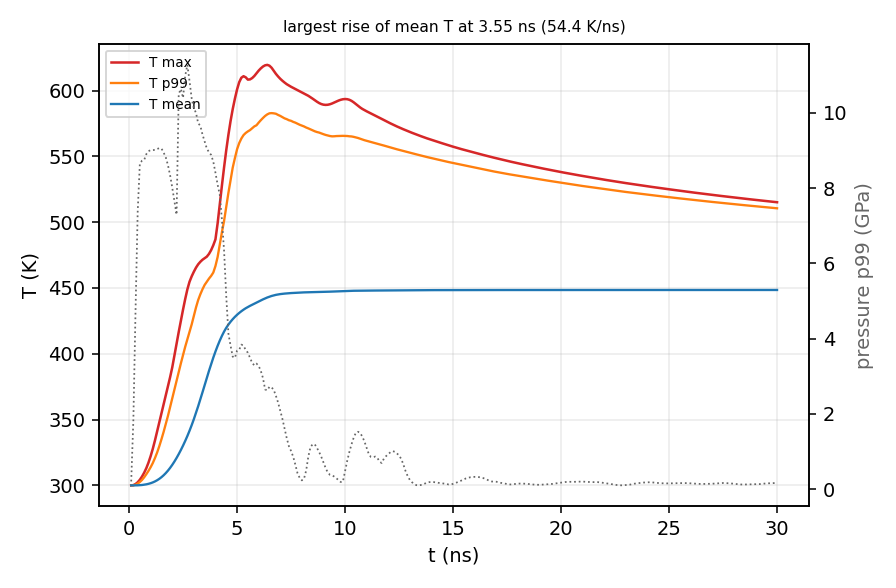 largest rise of mean T at 3.55 ns (54.4 K/ns)
T max
T p99
T mean
600
550
500
450
400
350
300
T (K)
10
8
6
4
2
0
pressure p99 (GPa)
0 5 10 15 20 25 30
t (ns)